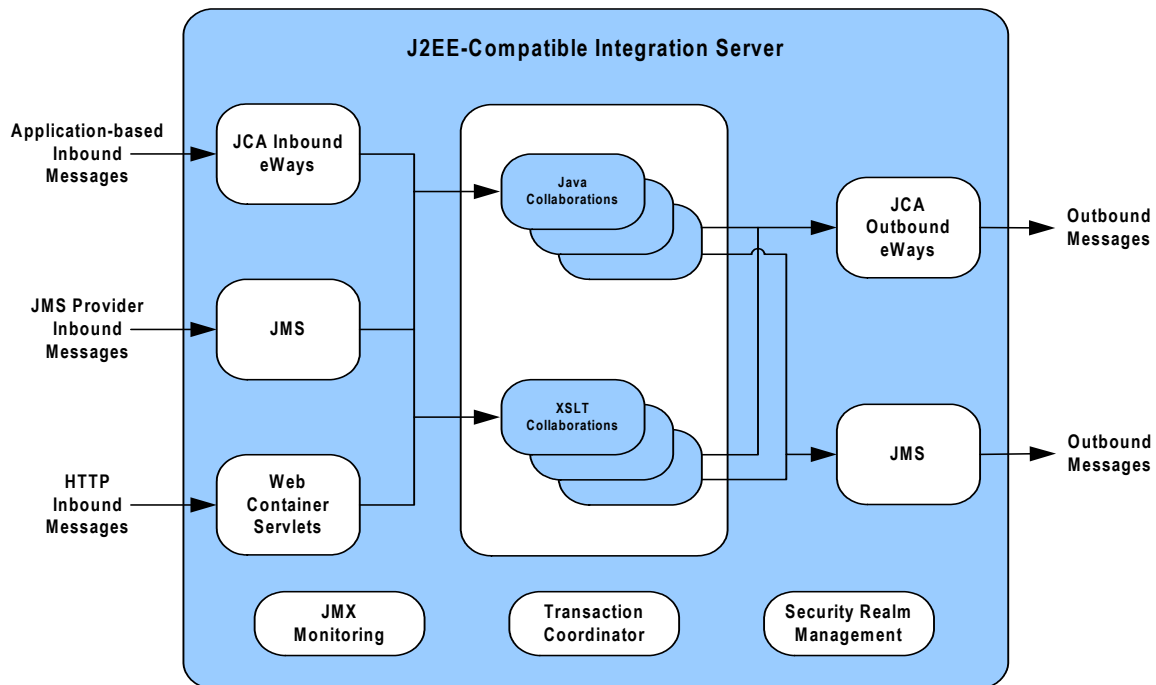 J2EE-Compatible Integration Server
Application-based
Inbound
Messages
JCA Inbound
eWays
Java
Collaborations
JCA
Outbound
eWays
Outbound
Messages
JMS Provider
Inbound
Messages
JMS
XSLT
Collaborations
JMS
Outbound
Messages
HTTP
Inbound
Messages
Web
Container
Servlets
JMX
Monitoring
Transaction
Coordinator
Security Realm
Management